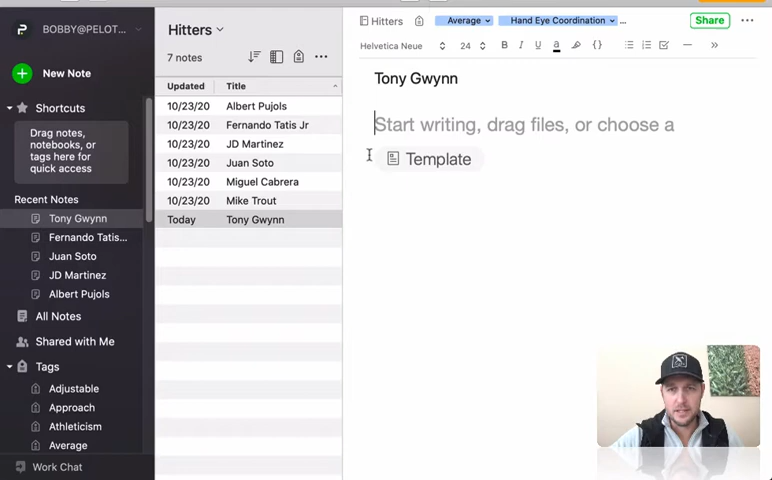 BOBBY@PELOT...
New Note
Shortcuts
Drag notes,
notebooks, or
tags here for
quick access
Recent Notes
Tony Gwynn
Fernando Tatis...
Juan Soto
JD Martinez
Albert Pujols
All Notes
Shared with Me
Tags
Adjustable
Approach
Athleticism
Average
Work Chat
Hitters
7 notes
Updated Title
10/23/20 Albert Pujols
10/23/20 Fernando Tatis Jr
10/23/20 JD Martinez
10/23/20 Juan Soto
10/23/20 Miguel Cabrera
10/23/20 Mike Trout
Today Tony Gwynn
Hitters Average Hand Eye Coordination ... Share
Helvetica Neue 24 B I U a {}
Tony Gwynn
Start writing, drag files, or choose a
Template